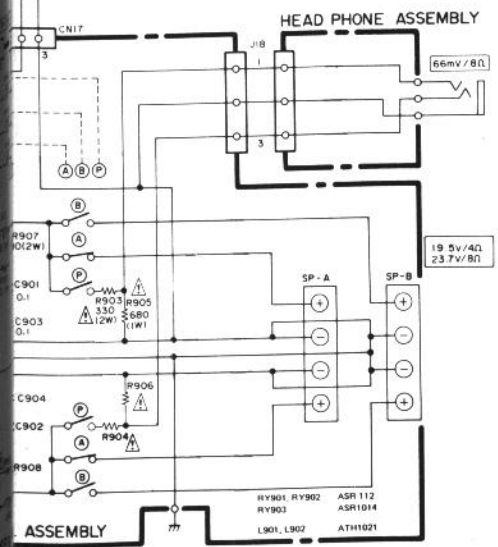 HEAD PHONE ASSEMBLY
CN17
J18
1
3
66mV/8Ω
3
A B P
B
R907
10(2W)
A
19.5V/4Ω
23.7V/8Ω
P
SP-A
SP-B
C901
0.1
R903
330
(2W)
R905
680
(1W)
+
+
C903
0.1
−
−
−
−
R906
C904
P
+
+
C902
R904
A
R908
B
RY901, RY902 ASR112
RY903 ASR1014
L901, L902 ATH1021
ASSEMBLY